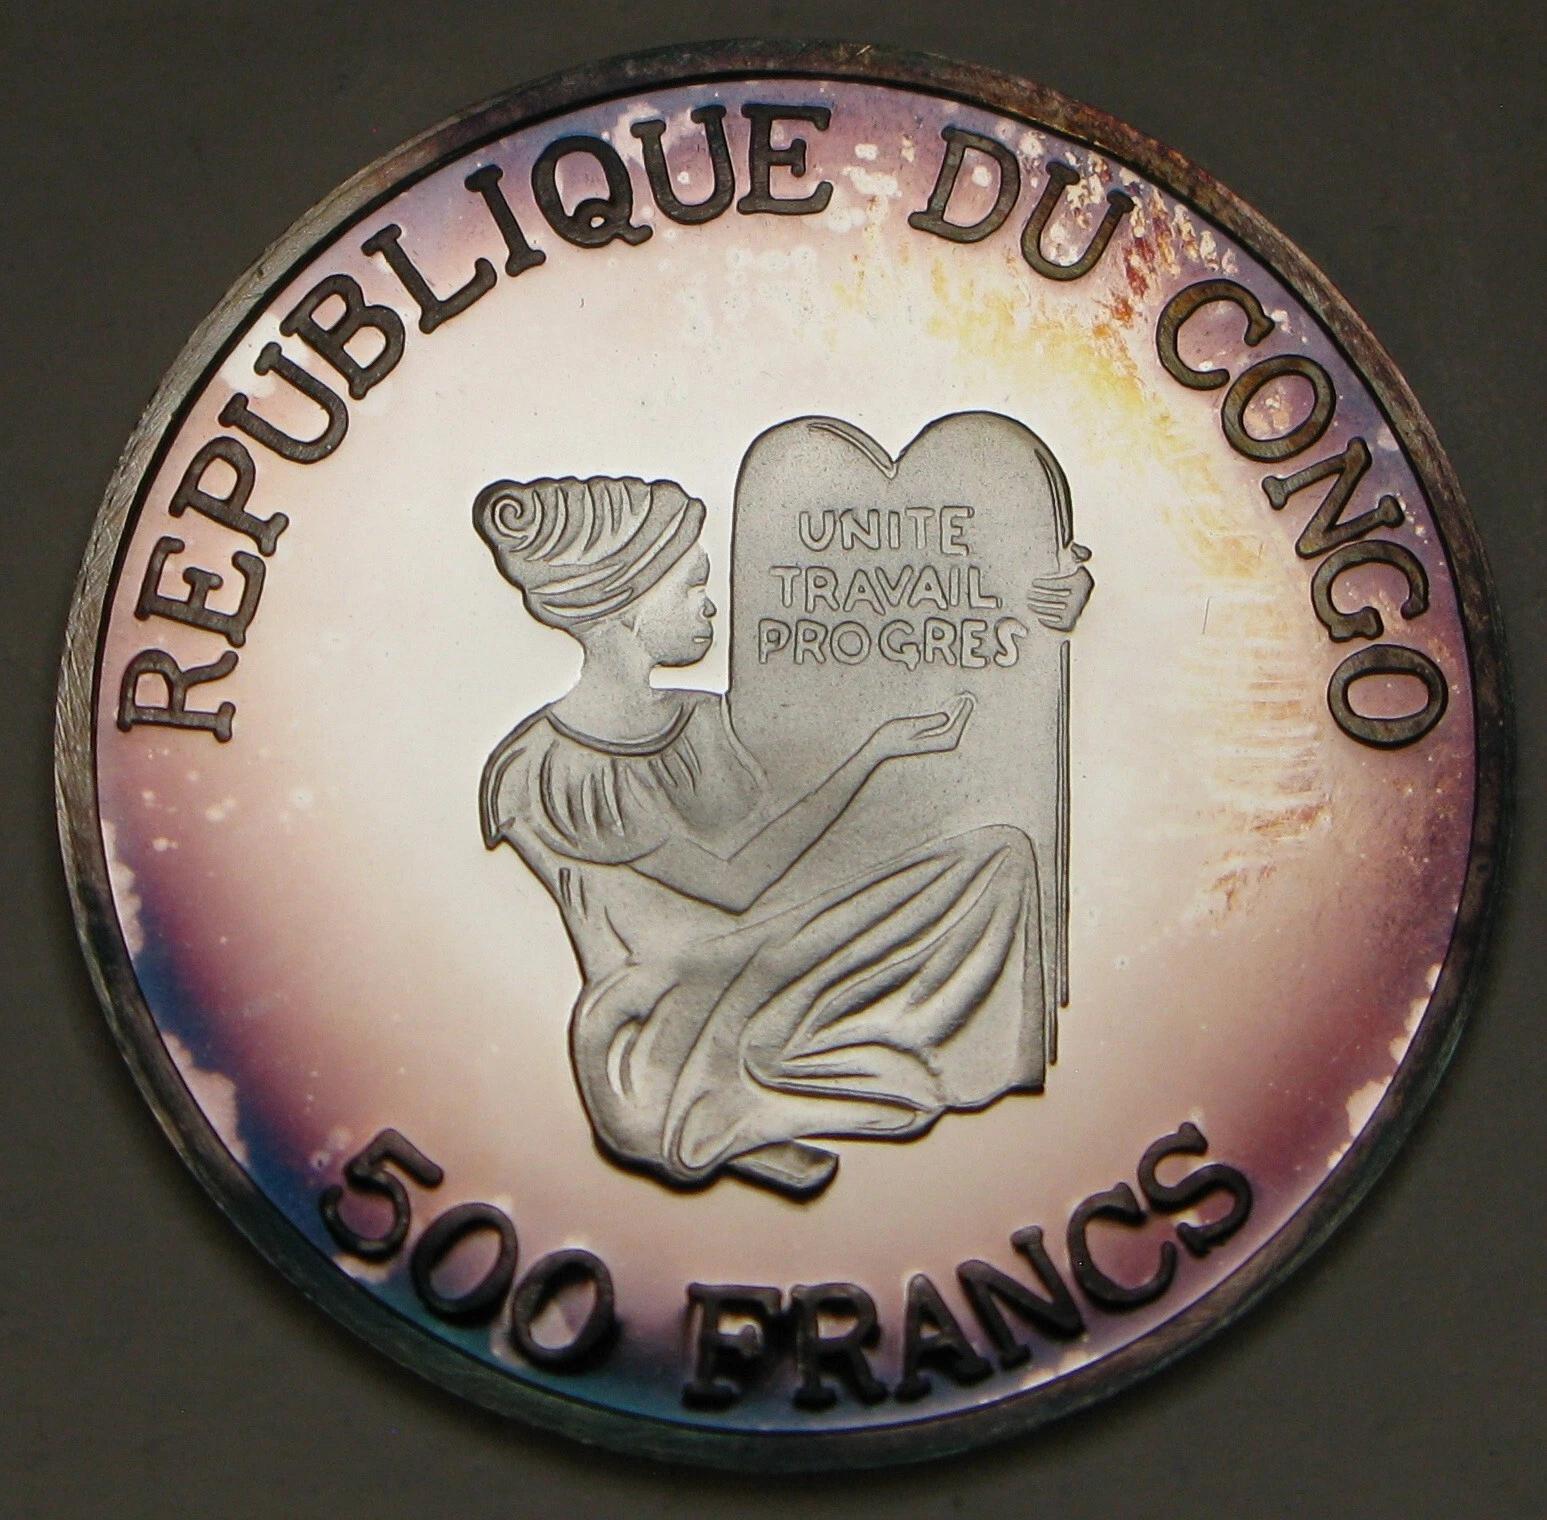 REPUBLIQUE DU CONGO
UNITE
TRAVAIL
PROGRES
500 FRANCS